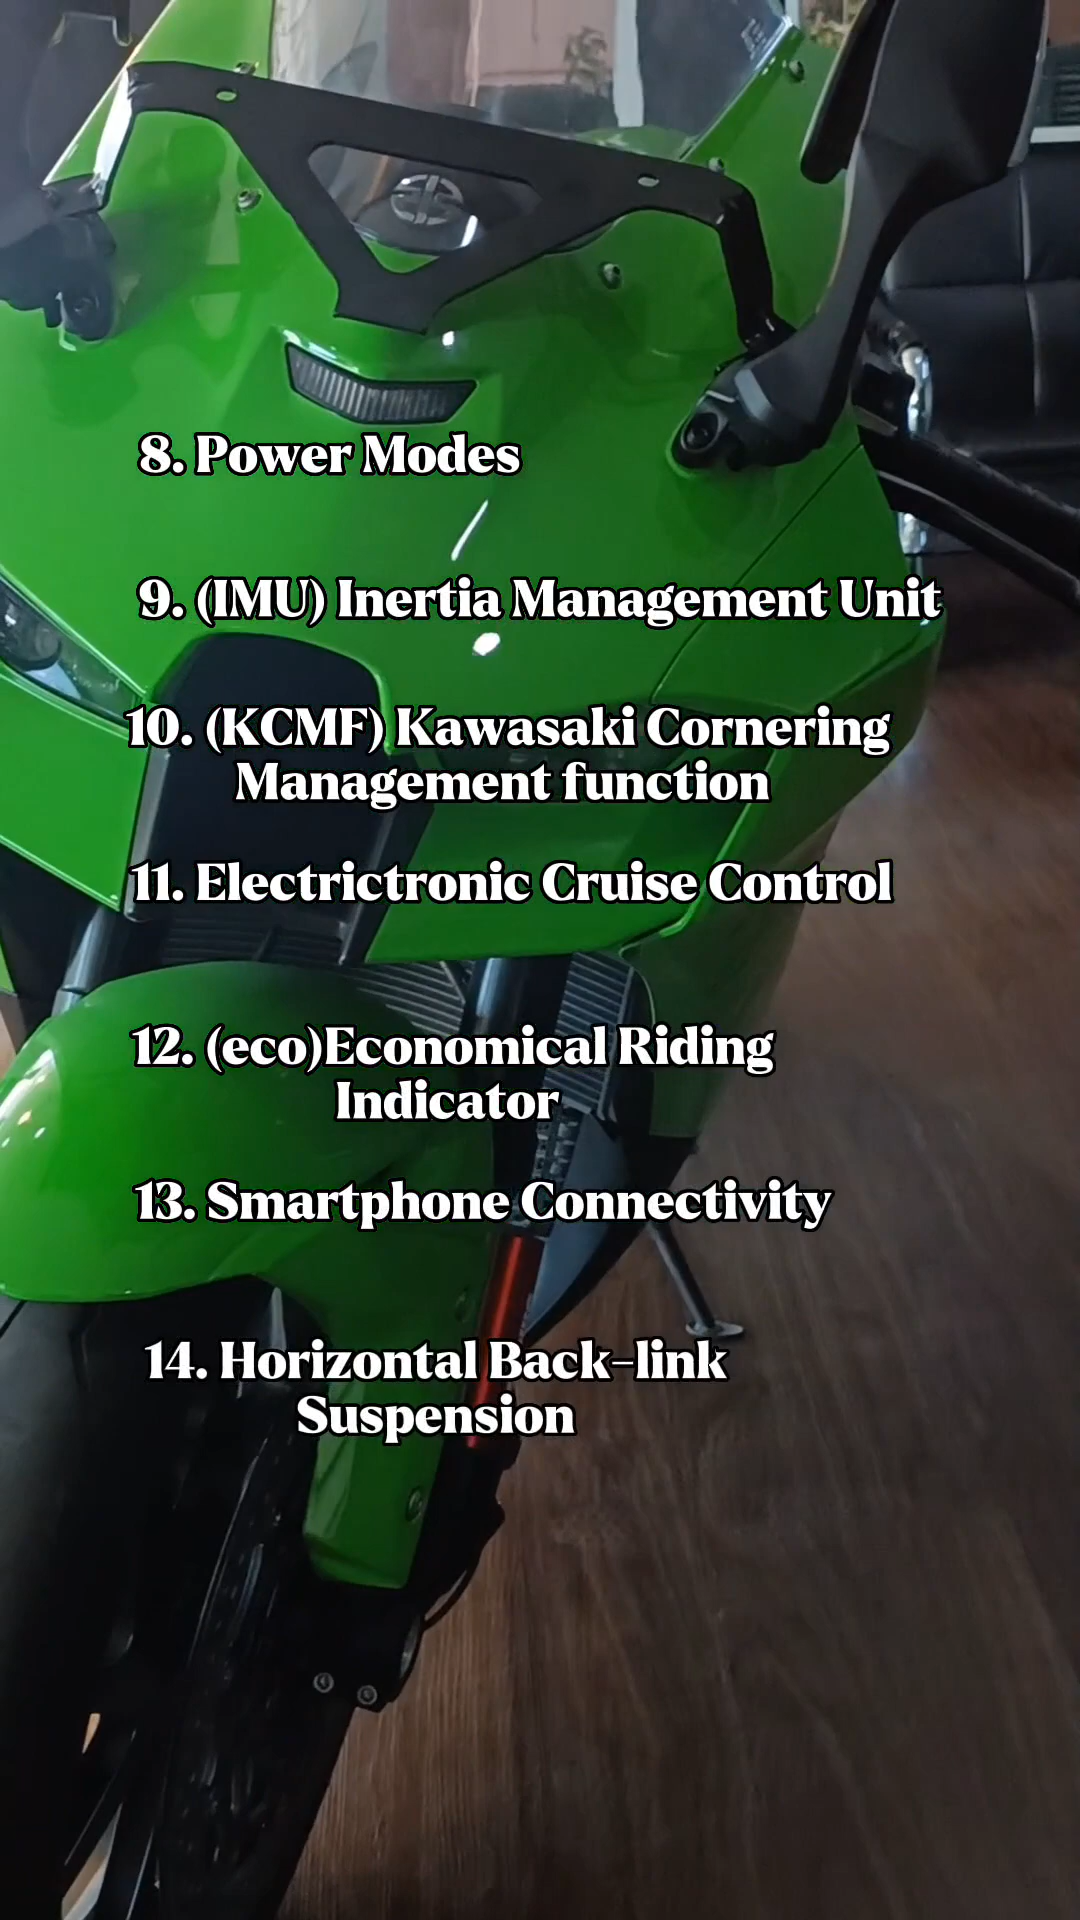 8. Power Modes
9. (IMU) Inertia Management Unit
10. (KCMF) Kawasaki Cornering
Management function
11. Electrictronic Cruise Control
12. (eco)Economical Riding
Indicator
13. Smartphone Connectivity
14. Horizontal Back-link
Suspension